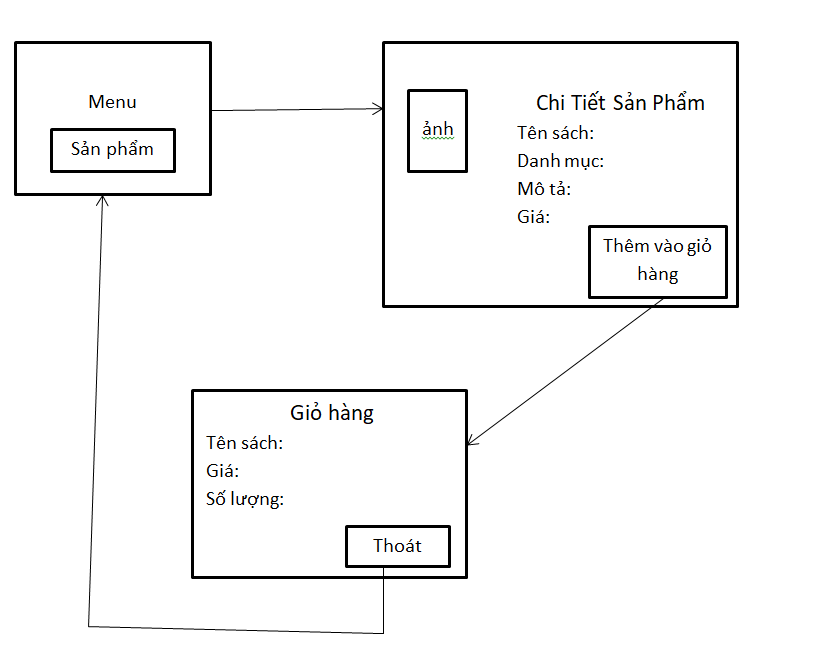 Menu
Sản phẩm
ảnh
Chi Tiết Sản Phẩm
Tên sách:
Danh mục:
Mô tả:
Giá:
Thêm vào giỏ
hàng
Giỏ hàng
Tên sách:
Giá:
Số lượng:
Thoát